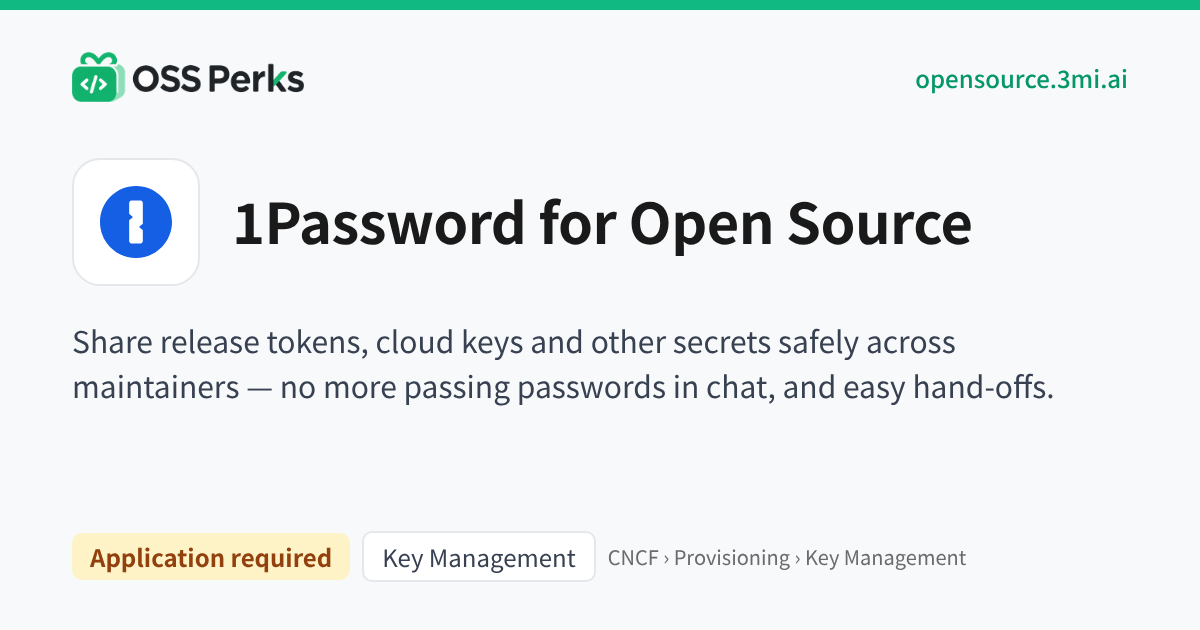 </> OSS Perks
opensource.3mi.ai
1Password for Open Source
Share release tokens, cloud keys and other secrets safely across
maintainers — no more passing passwords in chat, and easy hand-offs.
Application required
Key Management
CNCF › Provisioning › Key Management